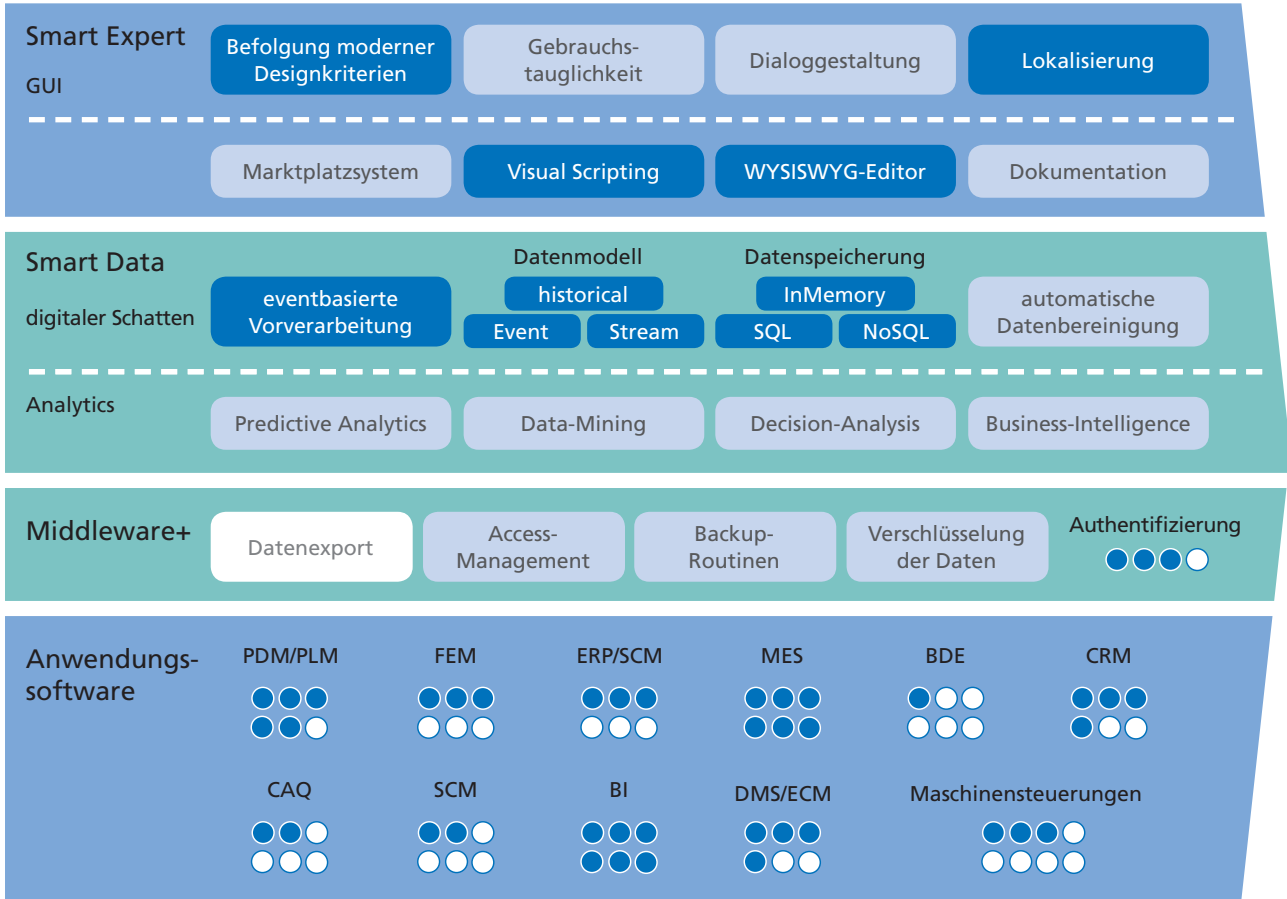 Smart Expert
GUI
Befolgung moderner
Designkriterien
Gebrauchs-
tauglichkeit
Dialoggestaltung
Lokalisierung
Marktplatzsystem
Visual Scripting
WYSISWYG-Editor
Dokumentation
Smart Data
digitaler Schatten
eventbasierte
Vorverarbeitung
Datenmodell
historical
Event
Stream
Datenspeicherung
InMemory
SQL
NoSQL
automatische
Datenbereinigung
Analytics
Predictive Analytics
Data-Mining
Decision-Analysis
Business-Intelligence
Middleware+
Datenexport
Access-
Management
Backup-
Routinen
Verschlüsselung
der Daten
Authentifizierung
Anwendungs-
software
PDM/PLM
FEM
ERP/SCM
MES
BDE
CRM
CAQ
SCM
BI
DMS/ECM
Maschinensteuerungen